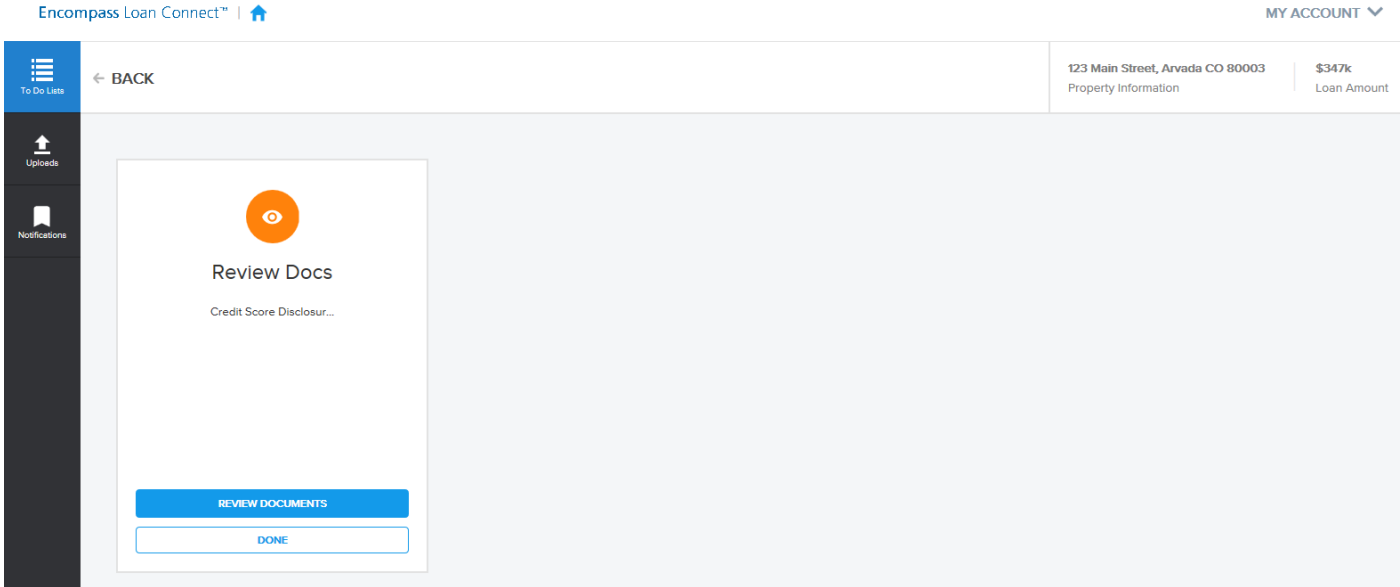 Encompass Loan Connect™ |
MY ACCOUNT
To Do Lists
← BACK
123 Main Street, Arvada CO 80003
Property Information
$347k
Loan Amount
Uploads
Notifications
Review Docs
Credit Score Disclosur...
REVIEW DOCUMENTS
DONE